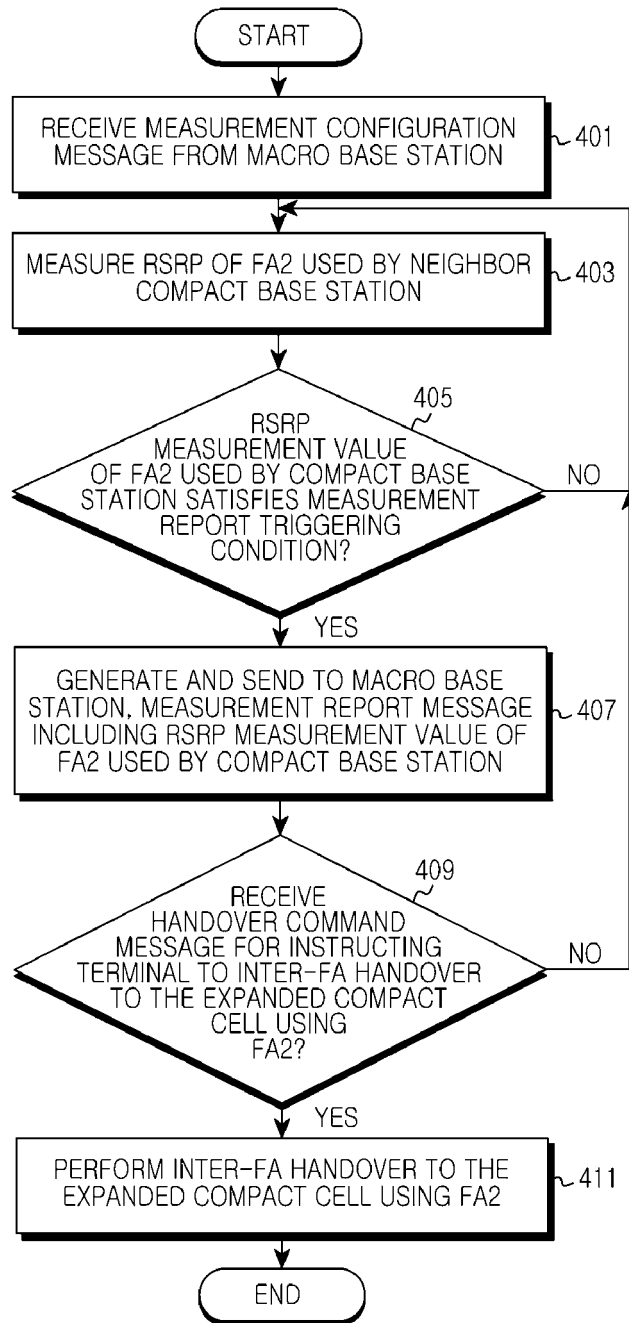 START
RECEIVE MEASUREMENT CONFIGURATION
MESSAGE FROM MACRO BASE STATION
401
MEASURE RSRP OF FA2 USED BY NEIGHBOR
COMPACT BASE STATION
403
405
RSRP
MEASUREMENT VALUE
OF FA2 USED BY COMPACT BASE
STATION SATISFIES MEASUREMENT
REPORT TRIGGERING
CONDITION?
NO
YES
GENERATE AND SEND TO MACRO BASE
STATION, MEASUREMENT REPORT MESSAGE
INCLUDING RSRP MEASUREMENT VALUE OF
FA2 USED BY COMPACT BASE STATION
407
409
RECEIVE
HANDOVER COMMAND
MESSAGE FOR INSTRUCTING
TERMINAL TO INTER-FA HANDOVER
TO THE EXPANDED COMPACT
CELL USING
FA2?
NO
YES
PERFORM INTER-FA HANDOVER TO THE
EXPANDED COMPACT CELL USING FA2
411
END